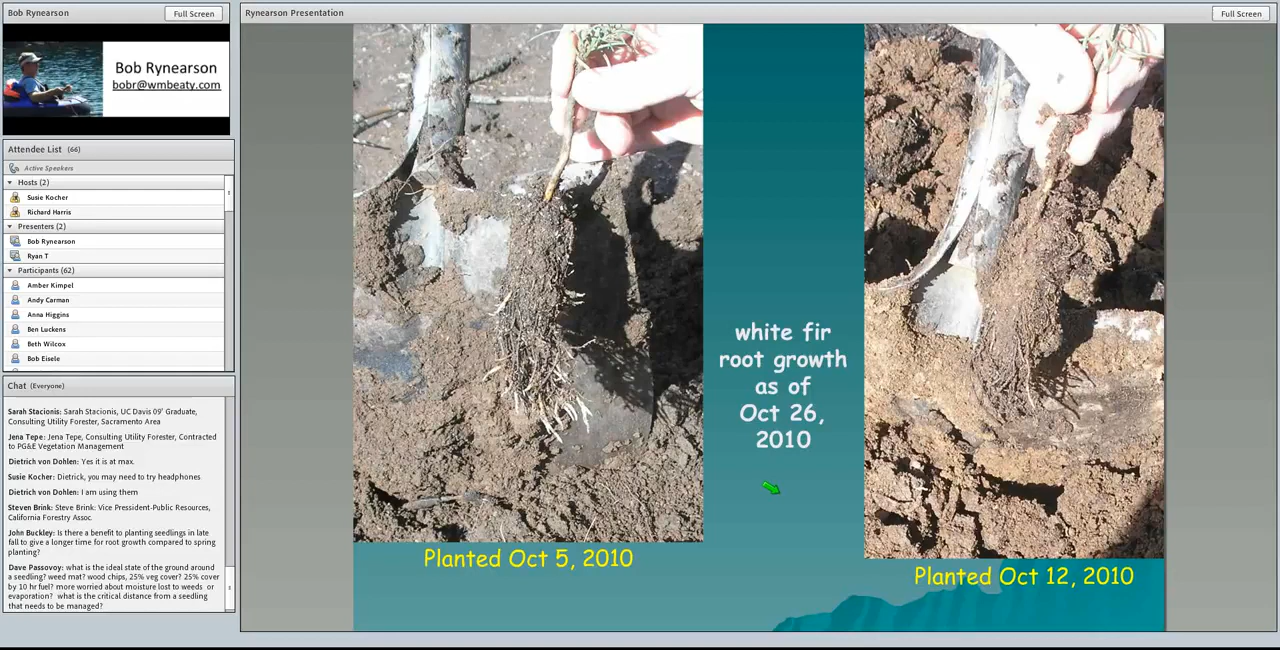 Bob Rynearson
Full Screen
Bob Rynearson
bobr@wmbeaty.com
Attendee List (66)
Active Speakers
Hosts (2)
Susie Kocher
Richard Harris
Presenters (2)
Bob Rynearson
Ryan T
Participants (62)
Amber Kimpel
Andy Carman
Anna Higgins
Ben Luckens
Beth Wilcox
Bob Eisele
Chat (Everyone)
Sarah Stacionis: Sarah Stacionis, UC Davis 09' Graduate,
Consulting Utility Forester, Sacramento Area
Jena Tepe: Jena Tepe, Consulting Utility Forester, Contracted
to PG&E Vegetation Management
Dietrich von Dohlen: Yes it is at max.
Susie Kocher: Dietrick, you may need to try headphones
Dietrich von Dohlen: I am using them
Steven Brink: Steve Brink: Vice President-Public Resources,
California Forestry Assoc.
John Buckley: Is there a benefit to planting seedlings in late
fall to give a longer time for root growth compared to spring
planting?
Dave Passovoy: what is the ideal state of the ground around
a seedling? weed mat? wood chips, 25% veg cover? 25% cover
by 10 hr fuel? more worried about moisture lost to weeds or
evaporation? what is the critical distance from a seedling
that needs to be managed?
Rynearson Presentation
Full Screen
white fir
root growth
as of
Oct 26,
2010
Planted Oct 5, 2010
Planted Oct 12, 2010